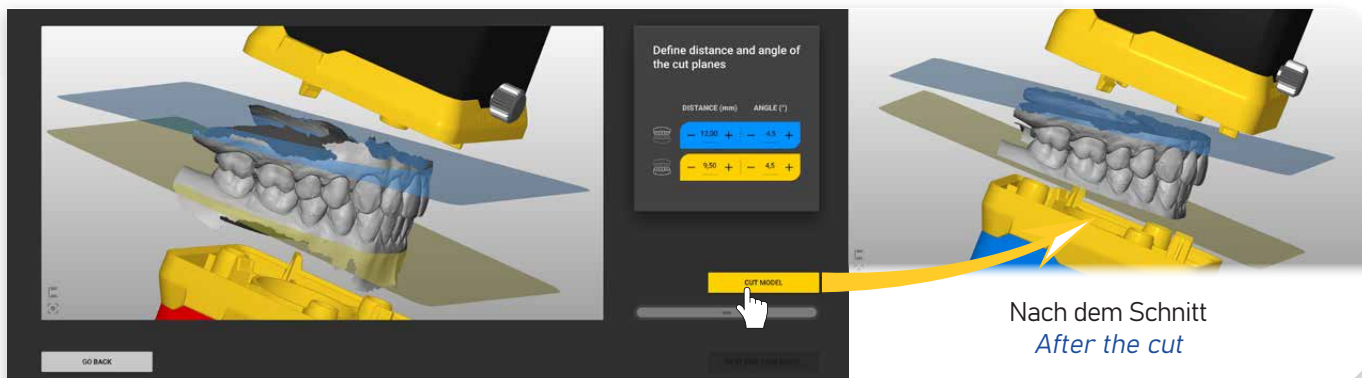 Define distance and angle of
the cut planes
DISTANCE (mm) ANGLE (°)
− 12,00 + − 4,5 +
− 9,50 + − 4,5 +
CUT MODEL
GO BACK
Nach dem Schnitt
After the cut